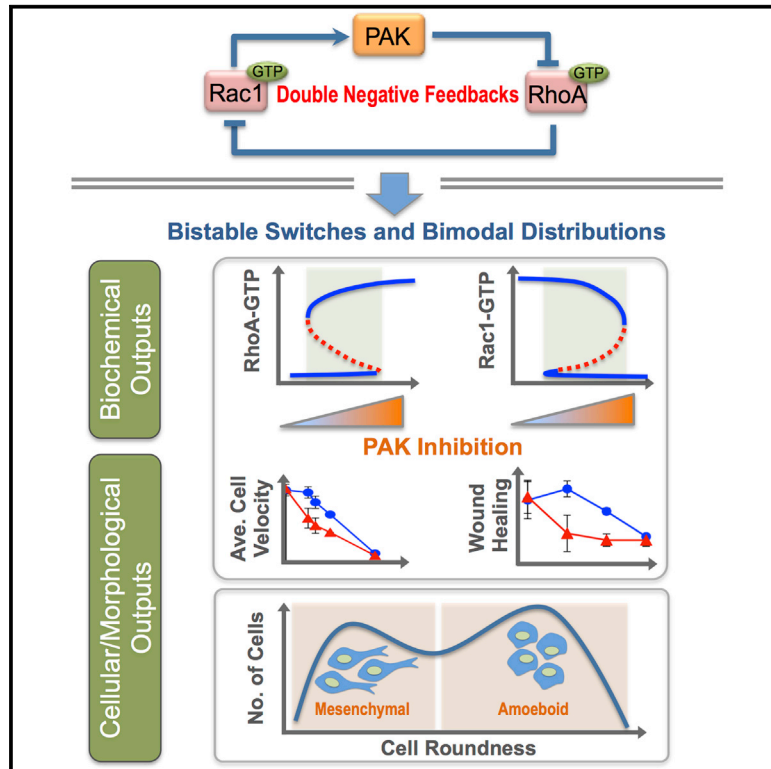 PAK
GTP
Rac1
Double Negative Feedbacks
GTP
RhoA
Bistable Switches and Bimodal Distributions
Biochemical
Outputs
RhoA-GTP
Rac1-GTP
PAK Inhibition
Cellular/Morphological
Outputs
Ave. Cell
Velocity
Wound
Healing
No. of Cells
Mesenchymal
Amoeboid
Cell Roundness